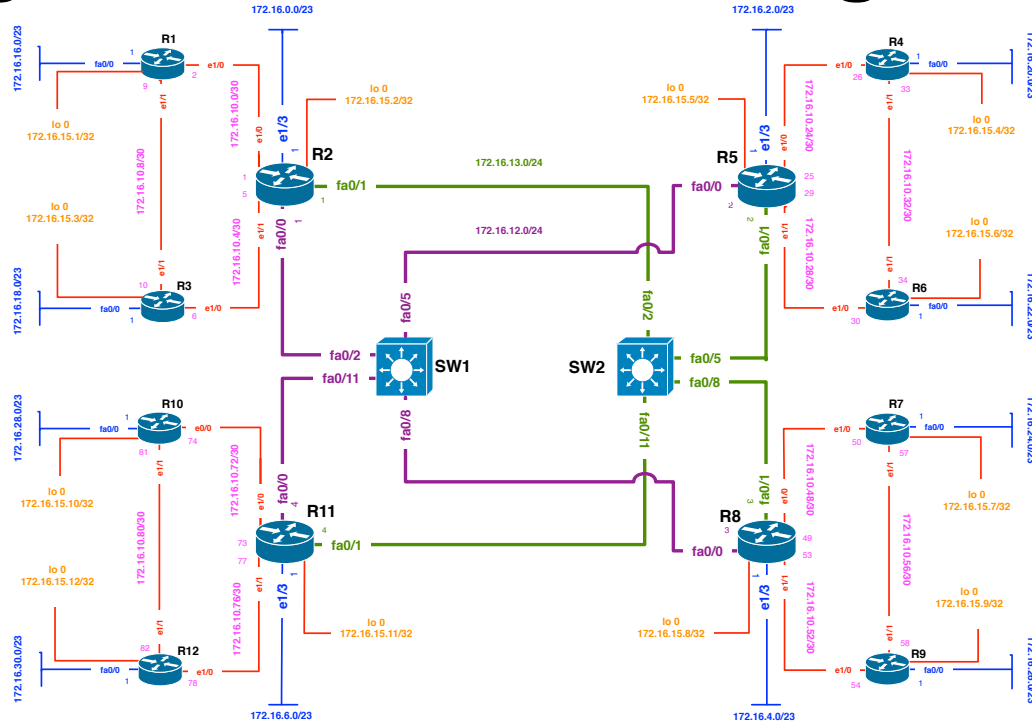 172.16.0.0/23
172.16.2.0/23
172.16.16.0/23
R1
1
fa0/0
e1/0
2
9
e1/1
172.16.10.0/30
lo 0
172.16.15.1/32
lo 0
172.16.15.2/32
e1/3
1
e1/0
R2
1
5
fa0/1
1
fa0/0
1
172.16.13.0/24
172.16.12.0/24
172.16.10.8/30
172.16.10.4/30
lo 0
172.16.15.3/32
e1/1
e1/1
10
R3
fa0/0
1
e1/0
6
172.16.18.0/23
lo 0
172.16.15.5/32
e1/3
1
R5
fa0/0
2
2
fa0/1
25
29
e1/0
e1/1
172.16.10.24/30
172.16.10.28/30
R4
1
fa0/0
e1/0
26
33
e1/1
lo 0
172.16.15.4/32
172.16.10.32/30
lo 0
172.16.15.6/32
e1/1
34
R6
fa0/0
1
e1/0
30
fa0/5
fa0/2
fa0/11
fa0/8
SW1
fa0/2
SW2
fa0/5
fa0/8
fa0/11
172.16.28.0/23
R10
1
fa0/0
e0/0
74
81
e1/1
lo 0
172.16.15.10/32
172.16.10.72/30
172.16.10.80/30
172.16.10.76/30
e1/0
73
77
e1/1
fa0/0
4
R11
4
fa0/1
1
e1/3
lo 0
172.16.15.11/32
lo 0
172.16.15.12/32
e1/1
82
R12
fa0/0
1
e1/0
78
172.16.30.0/23
172.16.6.0/23
fa0/1
3
R8
3
fa0/0
1
e1/3
lo 0
172.16.15.8/32
e1/0
49
53
e1/1
172.16.10.48/30
172.16.10.52/30
172.16.4.0/23
R7
1
fa0/0
e1/0
50
57
e1/1
lo 0
172.16.15.7/32
172.16.10.56/30
lo 0
172.16.15.9/32
e1/1
58
R9
fa0/0
1
e1/0
54